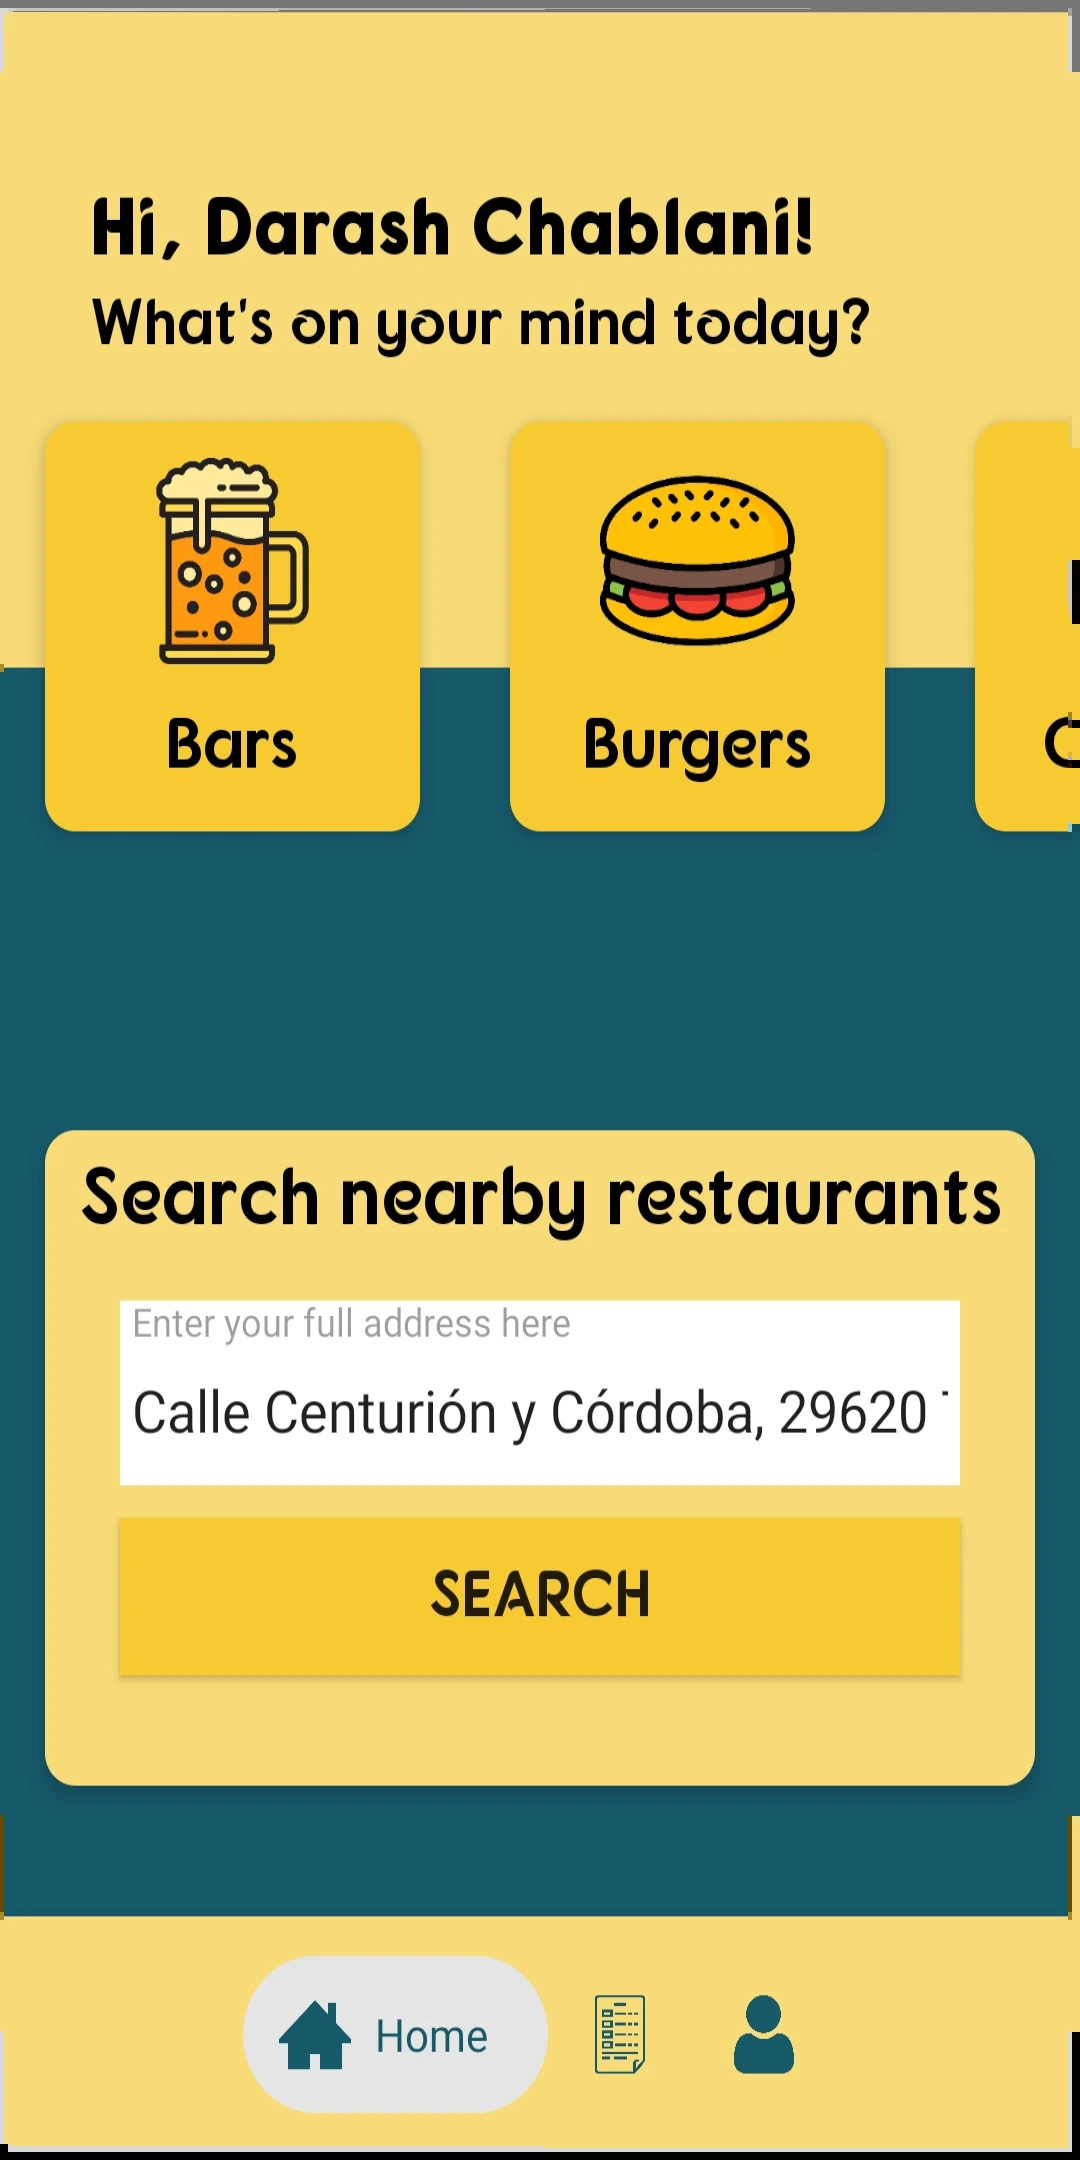 Hi, Darash Chablani!
What's on your mind today?
Bars
Burgers
Search nearby restaurants
Enter your full address here
Calle Centurión y Córdoba, 29620
SEARCH
Home